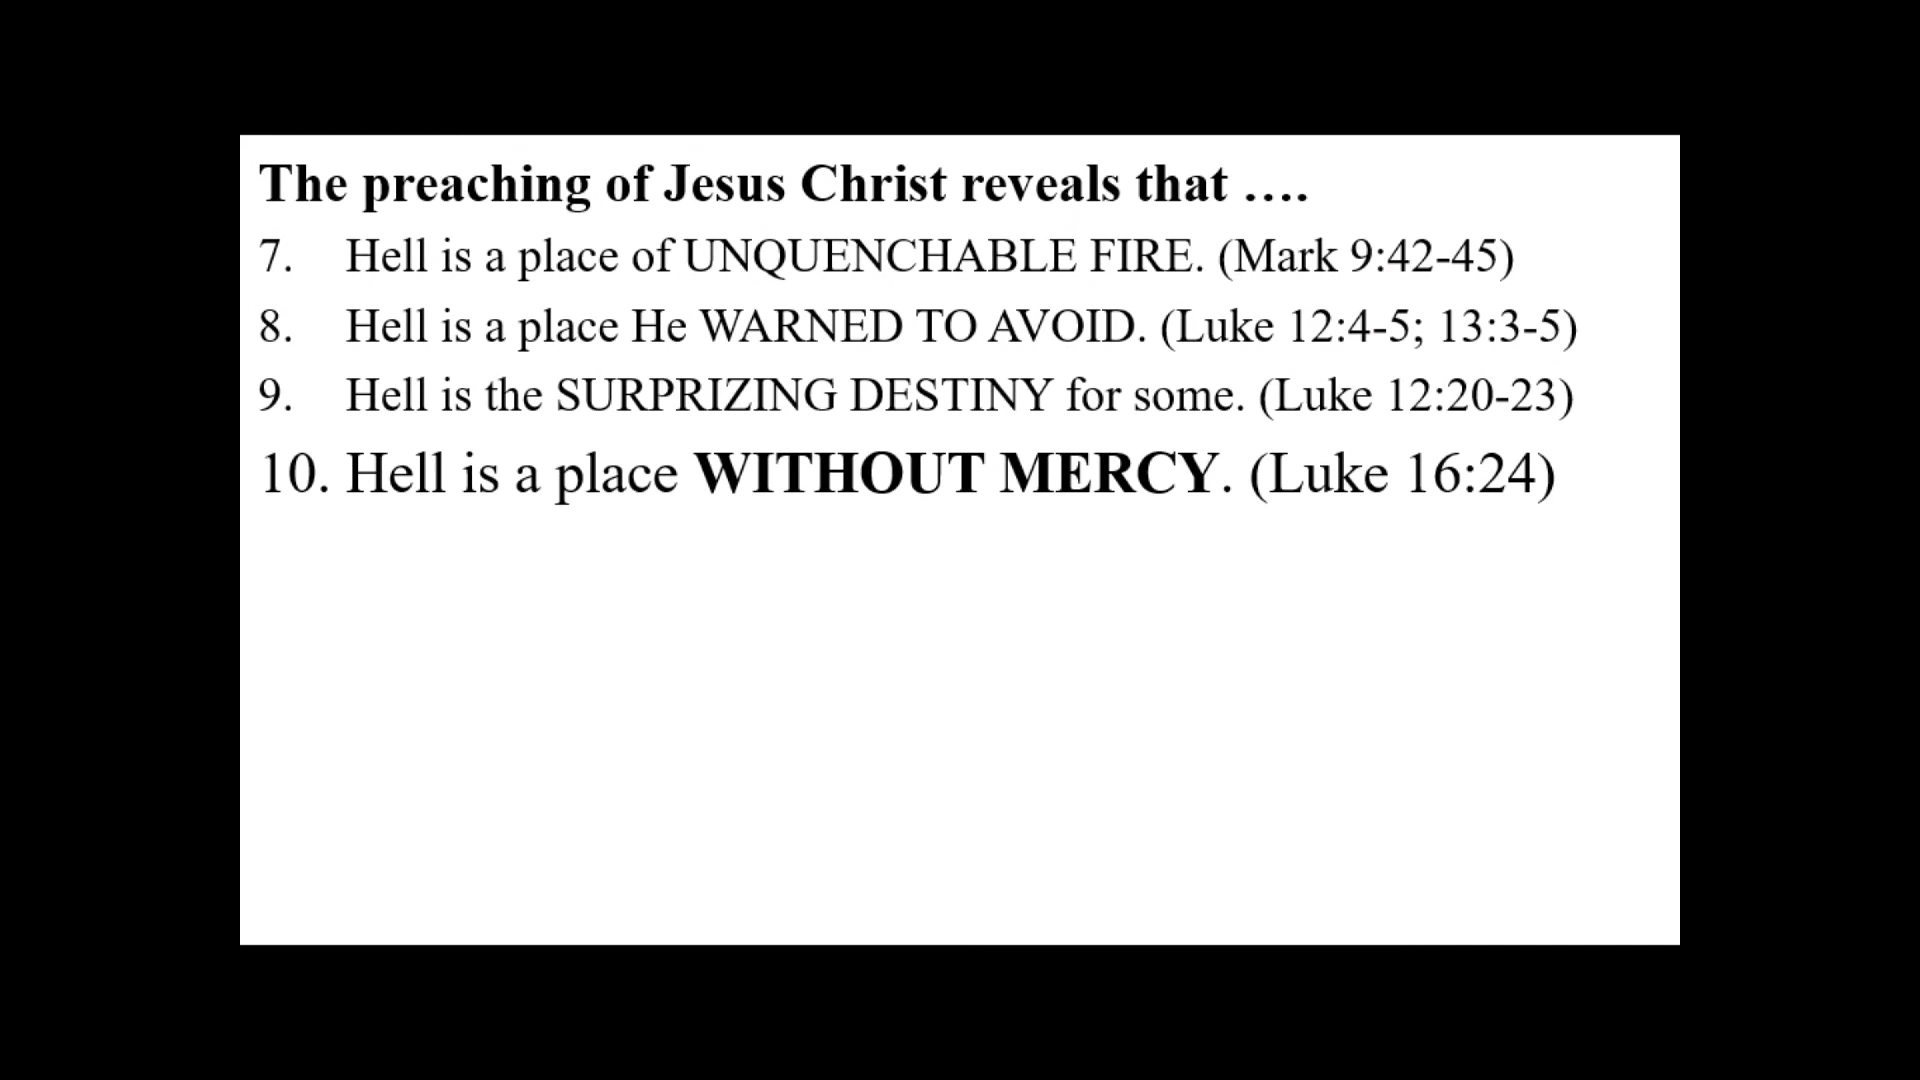 The preaching of Jesus Christ reveals that ….
7. Hell is a place of UNQUENCHABLE FIRE. (Mark 9:42-45)
8. Hell is a place He WARNED TO AVOID. (Luke 12:4-5; 13:3-5)
9. Hell is the SURPRIZING DESTINY for some. (Luke 12:20-23)
10. Hell is a place WITHOUT MERCY. (Luke 16:24)